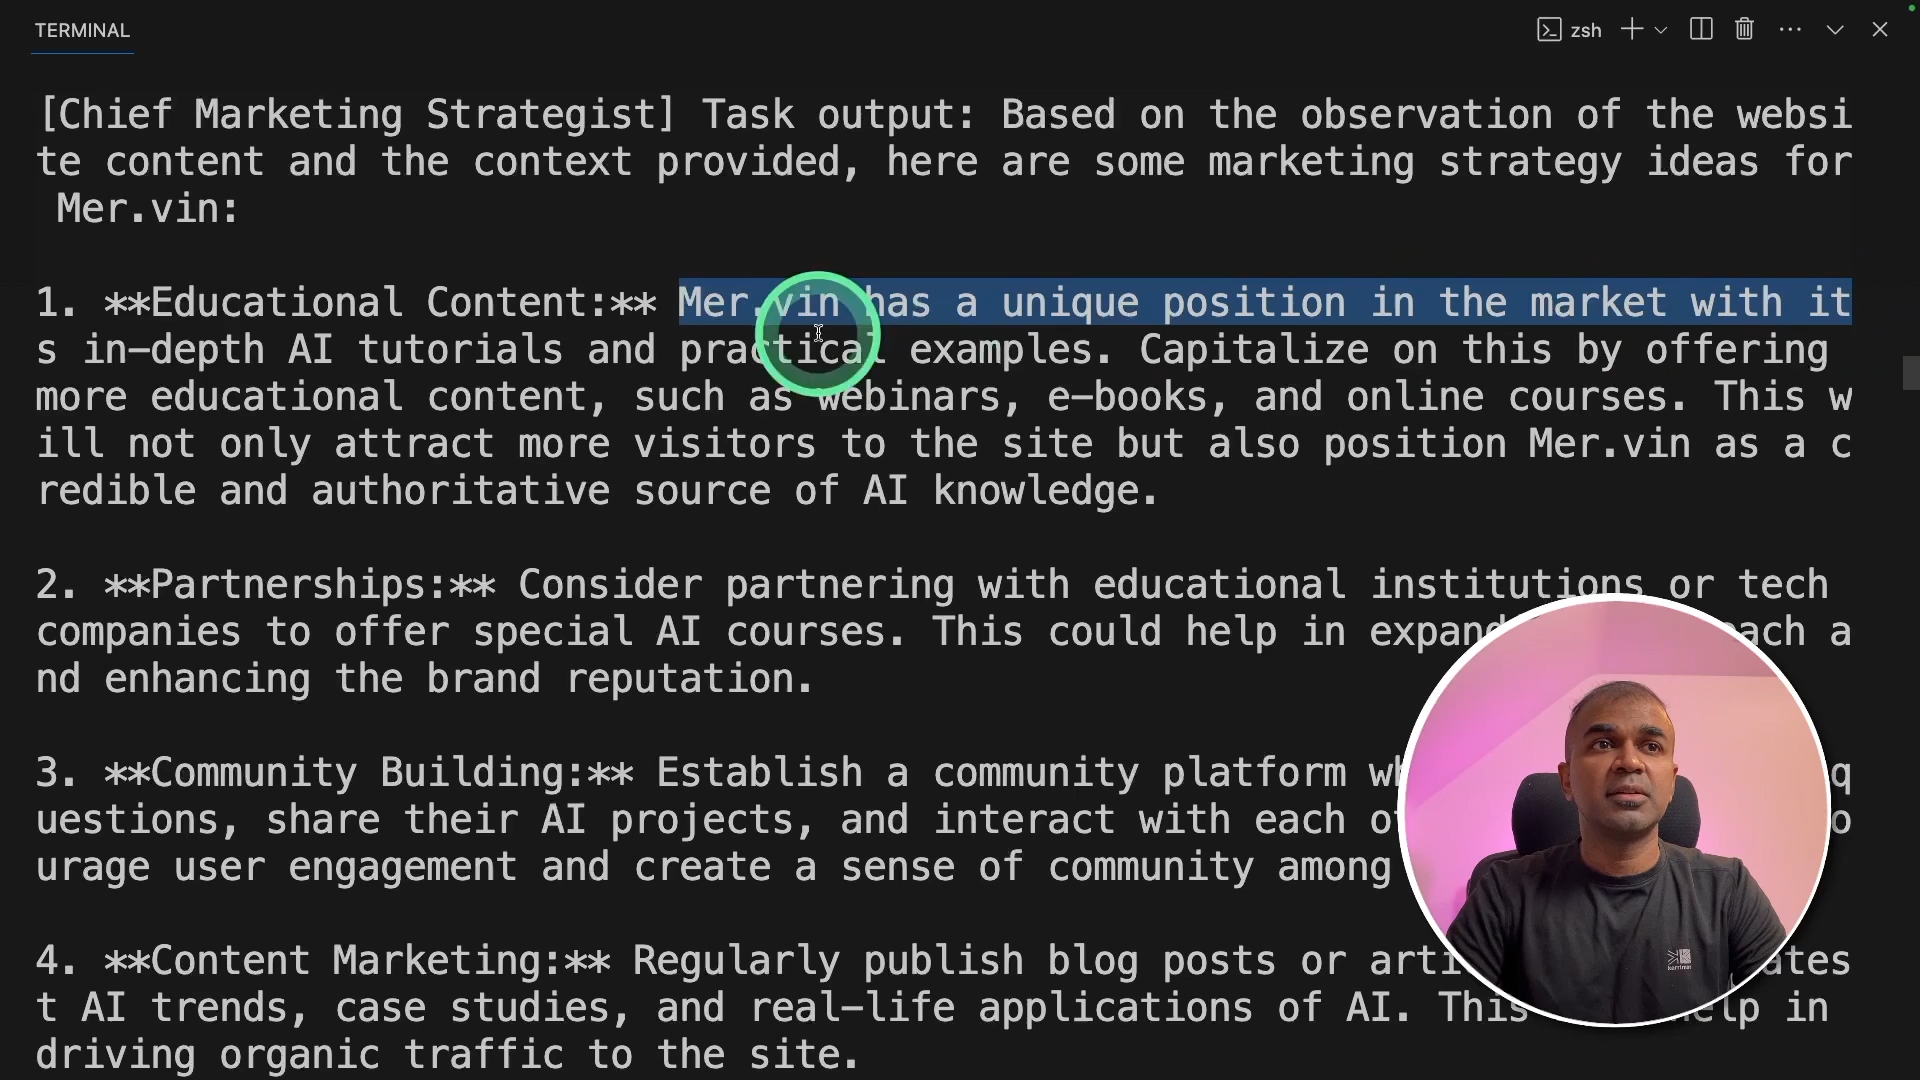 TERMINAL
zsh
[Chief Marketing Strategist] Task output: Based on the observation of the websi
te content and the context provided, here are some marketing strategy ideas for
Mer.vin:
1. **Educational Content:** Mer.vin has a unique position in the market with it
s in-depth AI tutorials and practical examples. Capitalize on this by offering
more educational content, such as webinars, e-books, and online courses. This w
ill not only attract more visitors to the site but also position Mer.vin as a c
redible and authoritative source of AI knowledge.
2. **Partnerships:** Consider partnering with educational institutions or tech
companies to offer special AI courses. This could help in expand ach a
nd enhancing the brand reputation.
3. **Community Building:** Establish a community platform q
uestions, share their AI projects, and interact with each o
urage user engagement and create a sense of community among
4. **Content Marketing:** Regularly publish blog posts or arti ates
t AI trends, case studies, and real-life applications of AI. This elp in
driving organic traffic to the site.